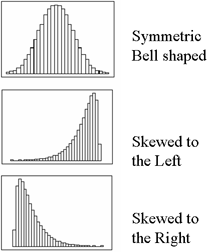 Symmetric
Bell shaped
Skewed to
the Left
Skewed to
the Right